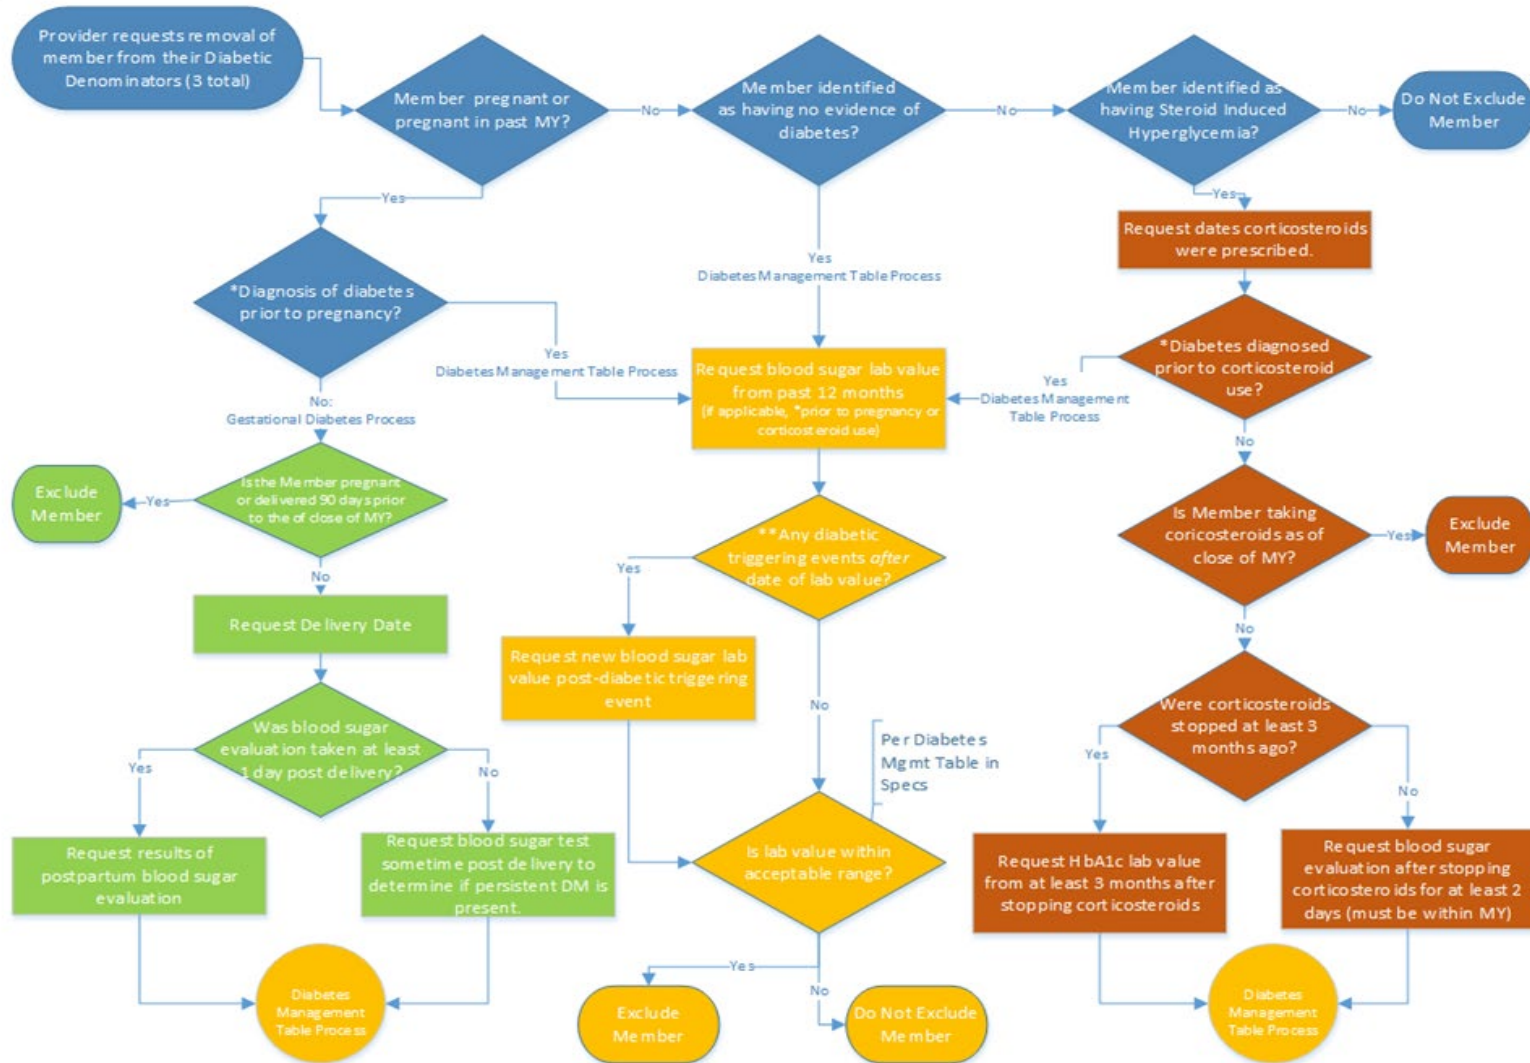 Provider requests removal of
member from their Diabetic
Denominators (3 total)
Member pregnant or
pregnant in past MY?
No
Member identified
as having no evidence of
diabetes?
No
Member identified as
having Steroid Induced
Hyperglycemia?
No
Do Not Exclude
Member
Yes
Yes
Diabetes Management Table Process
Yes
Request dates corticosteroids
were prescribed.
*Diagnosis of diabetes
prior to pregnancy?
Yes
Diabetes Management Table Process
Request blood sugar lab value
from past 12 months
(if applicable, *prior to pregnancy or
corticosteroid use)
Yes
Diabetes Management
Table Process
*Diabetes diagnosed
prior to corticosteroid
use?
No:
Gestational Diabetes Process
No
Exclude
Member
Yes
Is the Member pregnant
or delivered 90 days prior
to the of close of MY?
**Any diabetic
triggering events after
date of lab value?
Is Member taking
coricosteroids as of
close of MY?
Yes
Exclude
Member
No
Yes
No
Request Delivery Date
Request new blood sugar lab
value post-diabetic triggering
event
No
Were corticosteroids
stopped at least 3
months ago?
Was blood sugar
evaluation taken at least
1 day post delivery?
Yes
No
Per Diabetes
Mgmt Table in
Specs
Yes
No
Request results of
postpartum blood sugar
evaluation
Request blood sugar test
sometime post delivery to
determine if persistent DM is
present.
Is lab value within
acceptable range?
Request HbA1c lab value
from at least 3 months after
stopping corticosteroids
Request blood sugar
evaluation after stopping
corticosteroids for at least 2
days (must be within MY)
Diabetes
Management
Table Process
Yes
No
Exclude
Member
Do Not Exclude
Member
Diabetes
Management
Table Process